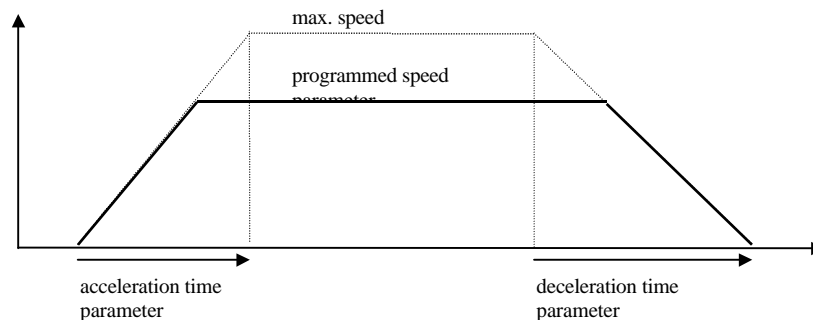 max. speed
programmed speed
parameter
acceleration time
parameter
deceleration time
parameter